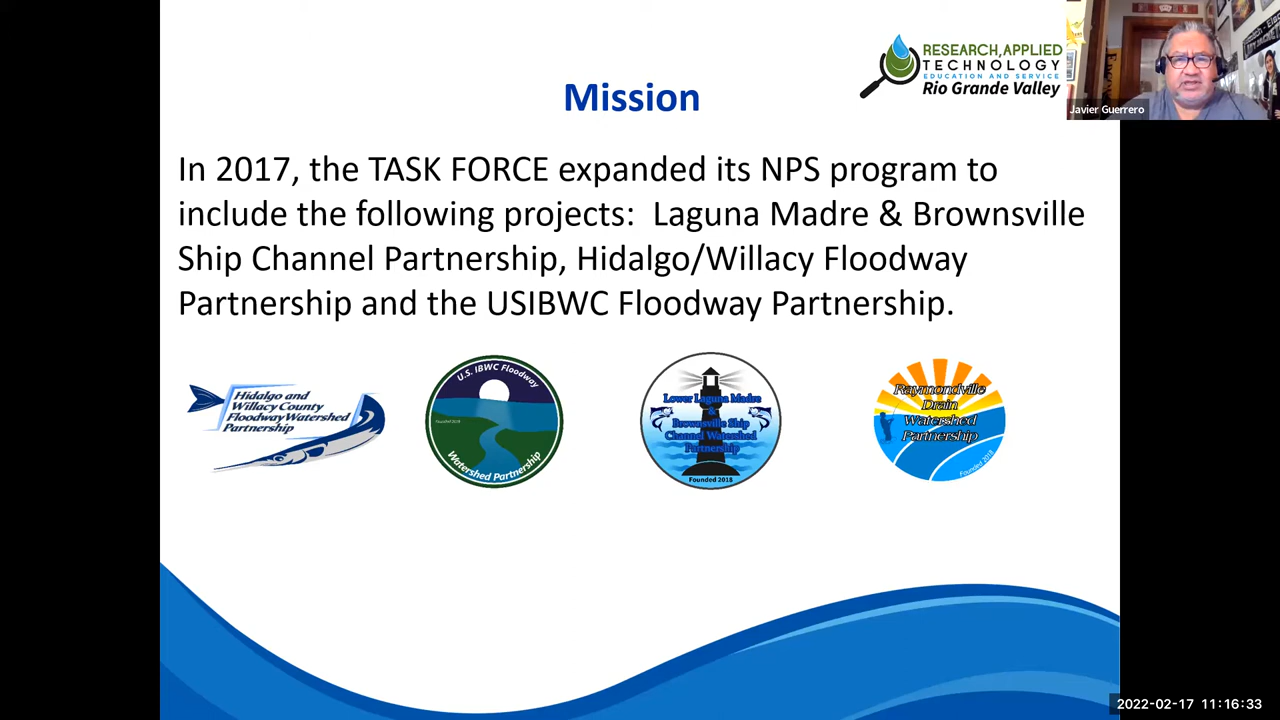 RESEARCH, APPLIED
TECHNOLOGY
EDUCATION AND SERVICE
Rio Grande Valley
Javier Guerrero
Mission
In 2017, the TASK FORCE expanded its NPS program to
include the following projects:  Laguna Madre & Brownsville
Ship Channel Partnership, Hidalgo/Willacy Floodway
Partnership and the USIBWC Floodway Partnership.
Hidalgo and
Willacy County
Floodway Watershed
Partnership
U.S. IBWC Floodway
Founded 2018
Watershed Partnership
Lower Laguna Madre
&
Brownsville Ship
Channel Watershed
Partnership
Founded 2018
Raymondville
Drain
Watershed
Partnership
Founded 2018
2022-02-17 11:16:33